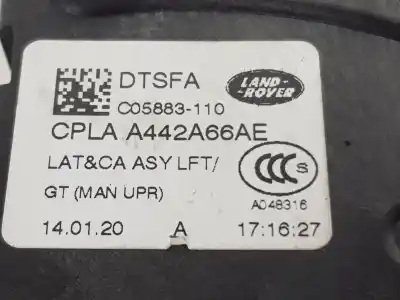 DTSFA
LAND-
ROVER
C05883-110
CPLA A442A66AE
LAT&CA ASY LFT/
CCC S
GT (MAN UPR)
A048316
14.01.20 A 17:16:27